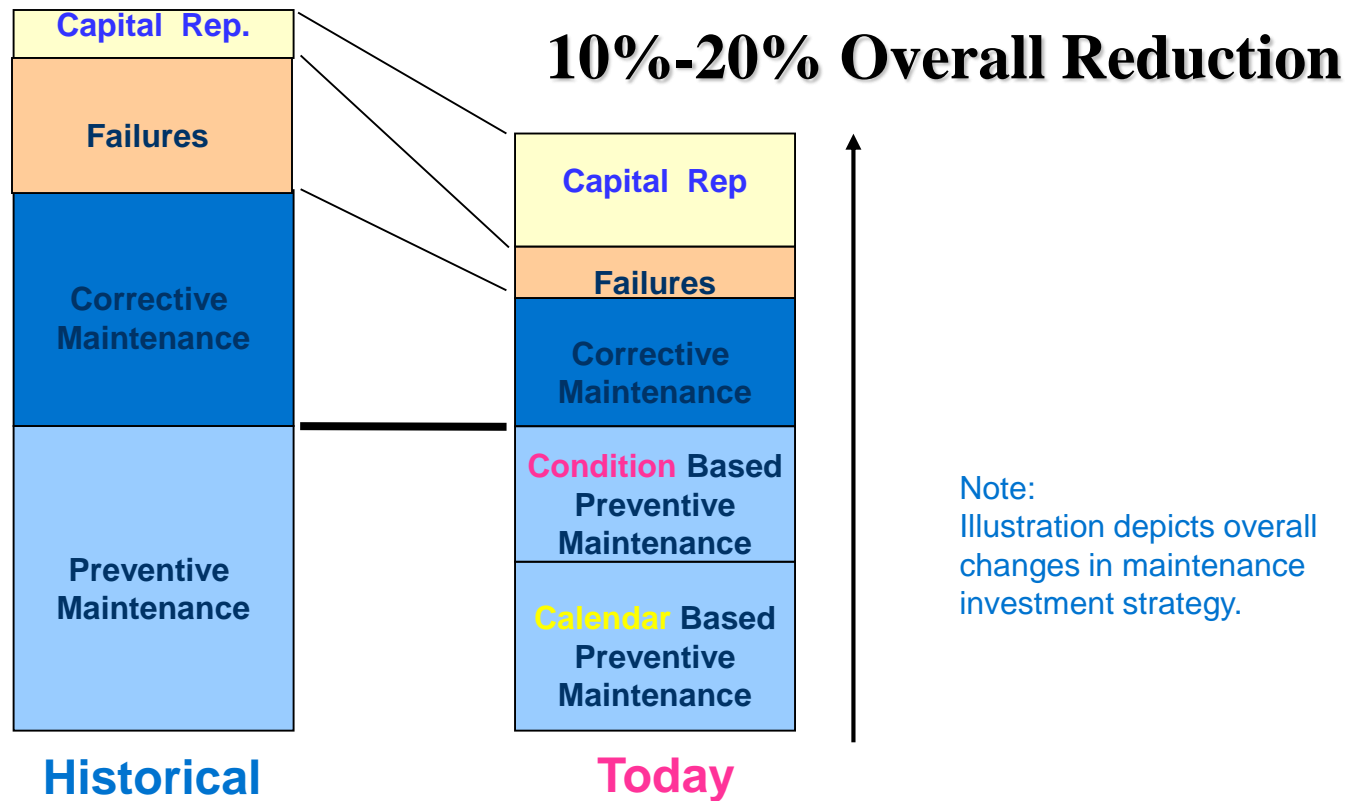 10%-20% Overall Reduction
Capital Rep.
Failures
Corrective
Maintenance
Preventive
Maintenance
Historical
Capital Rep
Failures
Corrective
Maintenance
Condition Based
Preventive
Maintenance
Calendar Based
Preventive
Maintenance
Today
Note:
Illustration depicts overall
changes in maintenance
investment strategy.